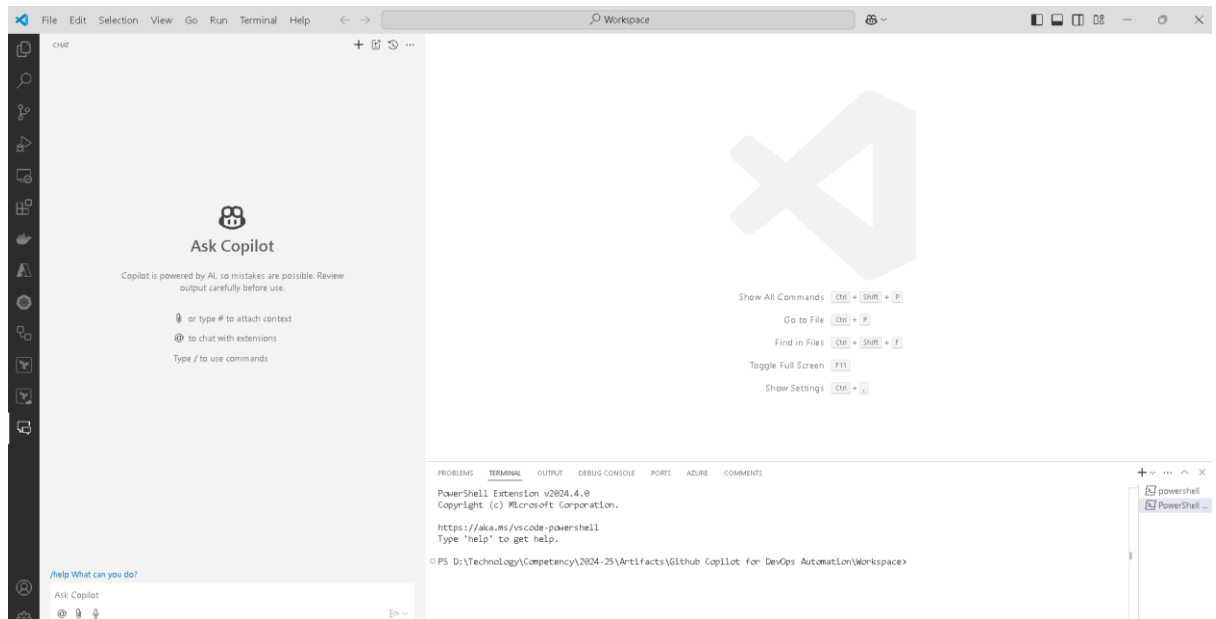 File Edit Selection View Go Run Terminal Help
Workspace
CHAT
Ask Copilot
Copilot is powered by AI, so mistakes are possible. Review
output carefully before use.
or type # to attach context
@ to chat with extensions
Type / to use commands
/help What can you do?
Ask Copilot
@
Show All Commands Ctrl + Shift + P
Go to File Ctrl + P
Find in Files Ctrl + Shift + F
Toggle Full Screen F11
Show Settings Ctrl + ,
PROBLEMS TERMINAL OUTPUT DEBUG CONSOLE PORTS AZURE COMMENTS
PowerShell Extension v2024.4.0
Copyright (c) Microsoft Corporation.
https://aka.ms/vscode-powershell
Type 'help' to get help.
PS D:\Technology\Competency\2024-25\Artifacts\Github Copilot for DevOps Automation\Workspace>
powershell
PowerShell ...